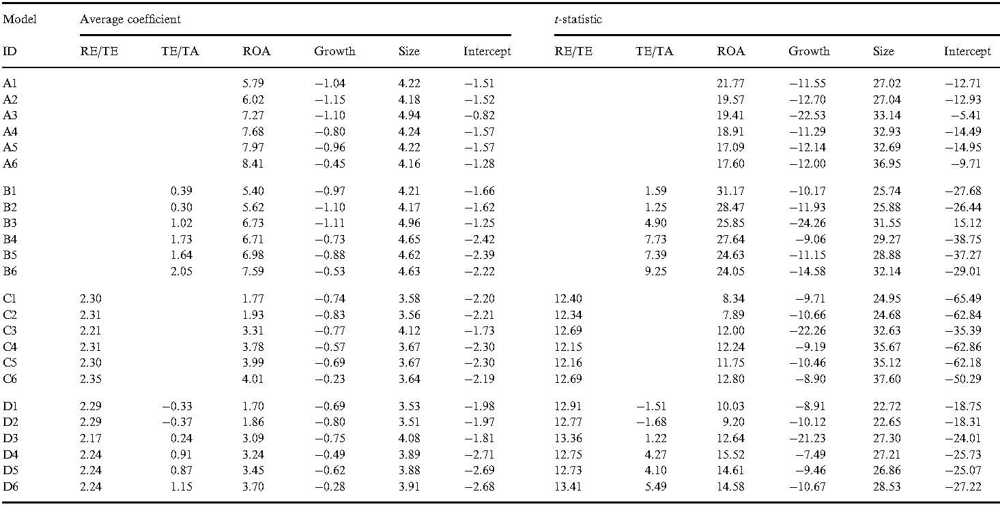 Model Average coefficient t-statistic
ID RE/TE TE/TA ROA Growth Size Intercept RE/TE TE/TA ROA Growth Size Intercept
A1 5.79 −1.04 4.22 −1.51 21.77 −11.55 27.02 −12.71
A2 6.02 −1.15 4.18 −1.52 19.57 −12.70 27.04 −12.93
A3 7.27 −1.10 4.94 −0.82 19.41 −22.53 33.14 −5.41
A4 7.68 −0.80 4.24 −1.57 18.91 −11.29 32.93 −14.49
A5 7.97 −0.96 4.22 −1.57 17.09 −12.14 32.69 −14.95
A6 8.41 −0.45 4.16 −1.28 17.60 −12.00 36.95 −9.71
B1 0.39 5.40 −0.97 4.21 −1.66 1.59 31.17 −10.17 25.74 −27.68
B2 0.30 5.62 −1.10 4.17 −1.62 1.25 28.47 −11.93 25.88 −26.44
B3 1.02 6.73 −1.11 4.96 −1.25 4.90 25.85 −24.26 31.55 15.12
B4 1.73 6.71 −0.73 4.65 −2.42 7.73 27.64 −9.06 29.27 −38.75
B5 1.64 6.98 −0.88 4.62 −2.39 7.39 24.63 −11.15 28.88 −37.27
B6 2.05 7.59 −0.53 4.63 −2.22 9.25 24.05 −14.58 32.14 −29.01
C1 2.30 1.77 −0.74 3.58 −2.20 12.40 8.34 −9.71 24.95 −65.49
C2 2.31 1.93 −0.83 3.56 −2.21 12.34 7.89 −10.66 24.68 −62.84
C3 2.21 3.31 −0.77 4.12 −1.73 12.69 12.00 −22.26 32.63 −35.39
C4 2.31 3.78 −0.57 3.67 −2.30 12.15 12.24 −9.19 35.67 −62.86
C5 2.30 3.99 −0.69 3.67 −2.30 12.16 11.75 −10.46 35.12 −62.18
C6 2.35 4.01 −0.23 3.64 −2.19 12.69 12.80 −8.90 37.60 −50.29
D1 2.29 −0.33 1.70 −0.69 3.53 −1.98 12.91 −1.51 10.03 −8.91 22.72 −18.75
D2 2.29 −0.37 1.86 −0.80 3.51 −1.97 12.77 −1.68 9.20 −10.12 22.65 −18.31
D3 2.17 0.24 3.09 −0.75 4.08 −1.81 13.36 1.22 12.64 −21.23 27.30 −24.01
D4 2.24 0.91 3.24 −0.49 3.89 −2.71 12.75 4.27 15.52 −7.49 27.21 −25.73
D5 2.24 0.87 3.45 −0.62 3.88 −2.69 12.73 4.10 14.61 −9.46 26.86 −25.07
D6 2.24 1.15 3.70 −0.28 3.91 −2.68 13.41 5.49 14.58 −10.67 28.53 −27.22